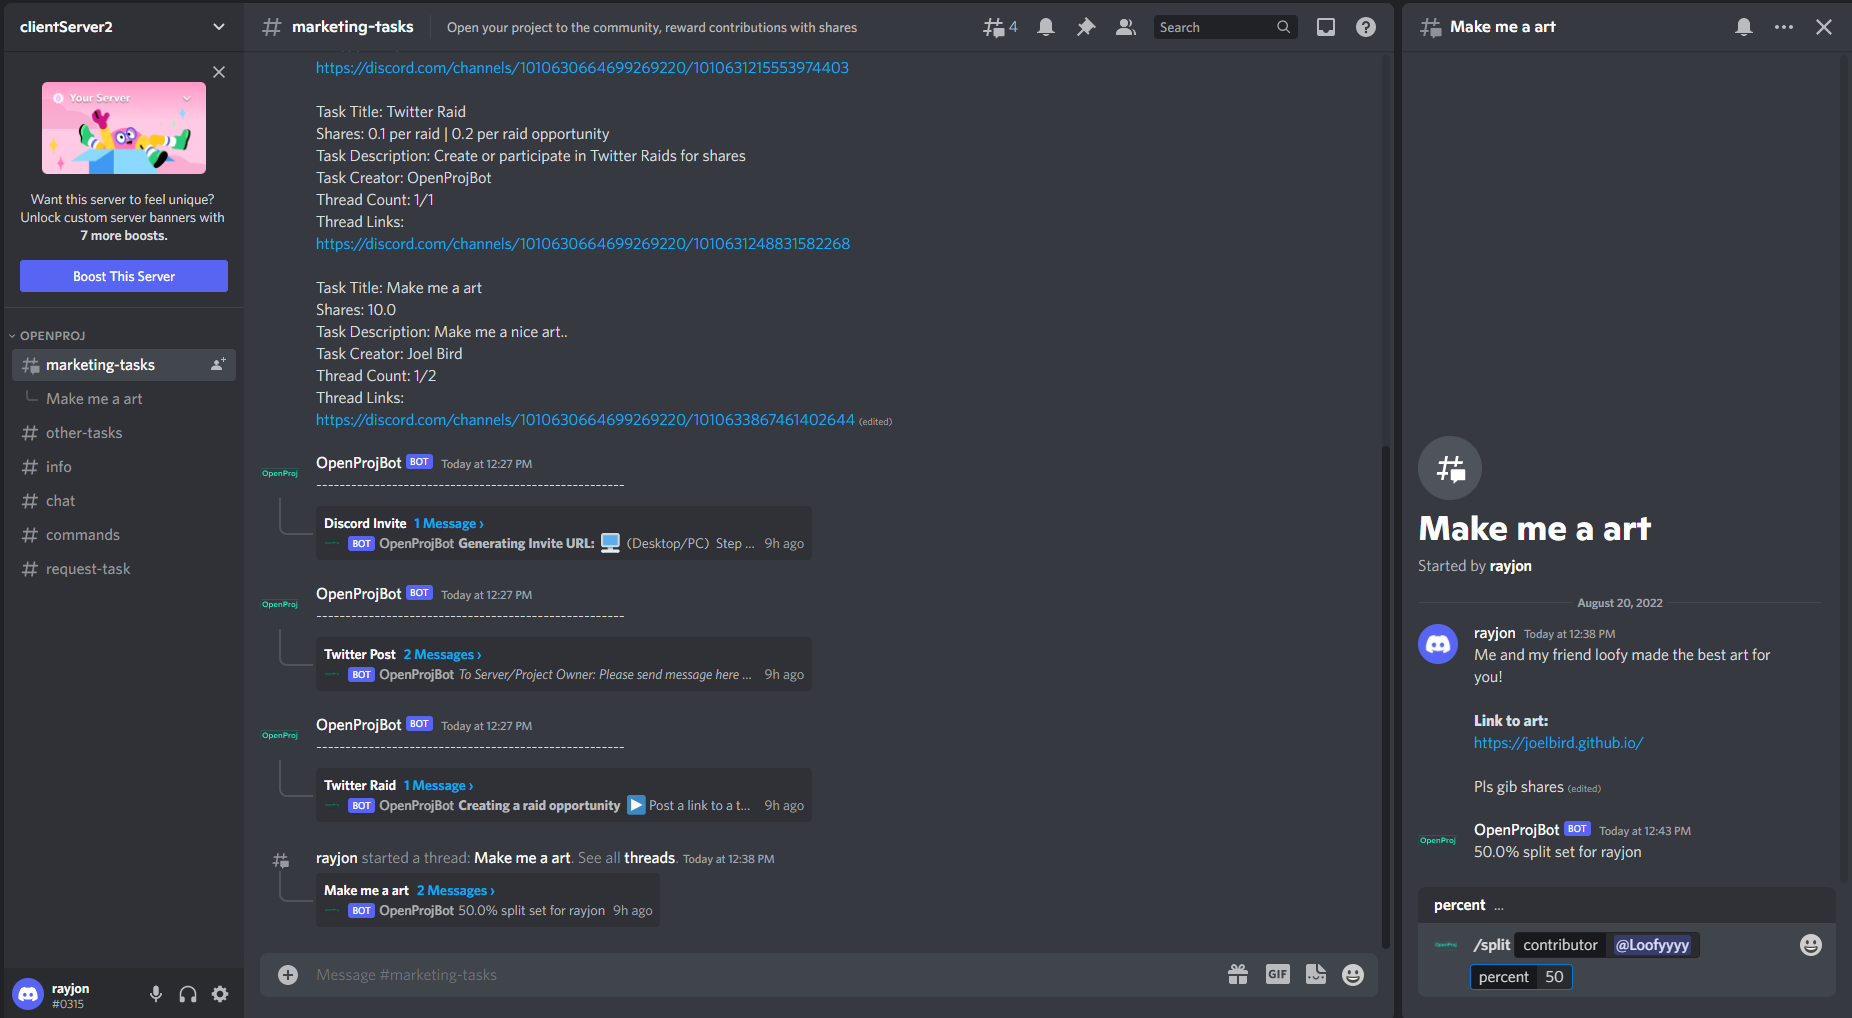 clientServer2
Your Server
Want this server to feel unique?
Unlock custom server banners with
7 more boosts.
Boost This Server
OPENPROJ
marketing-tasks
Make me a art
other-tasks
info
chat
commands
request-task
rayjon
#0315
marketing-tasks
Open your project to the community, reward contributions with shares
4
Search
https://discord.com/channels/1010630664699269220/1010631215553974403
Task Title: Twitter Raid
Shares: 0.1 per raid | 0.2 per raid opportunity
Task Description: Create or participate in Twitter Raids for shares
Task Creator: OpenProjBot
Thread Count: 1/1
Thread Links:
https://discord.com/channels/1010630664699269220/1010631248831582268
Task Title: Make me a art
Shares: 10.0
Task Description: Make me a nice art..
Task Creator: Joel Bird
Thread Count: 1/2
Thread Links:
https://discord.com/channels/1010630664699269220/1010633867461402644 (edited)
OpenProj
OpenProjBot BOT Today at 12:27 PM
-----------------------------------------------------
Discord Invite 1 Message ›
BOT OpenProjBot Generating Invite URL: 🖥️ (Desktop/PC) Step ... 9h ago
OpenProj
OpenProjBot BOT Today at 12:27 PM
-----------------------------------------------------
Twitter Post 2 Messages ›
BOT OpenProjBot To Server/Project Owner: Please send message here ... 9h ago
OpenProj
OpenProjBot BOT Today at 12:27 PM
-----------------------------------------------------
Twitter Raid 1 Message ›
BOT OpenProjBot Creating a raid opportunity ▶️ Post a link to a t... 9h ago
rayjon started a thread: Make me a art. See all threads. Today at 12:38 PM
Make me a art 2 Messages ›
BOT OpenProjBot 50.0% split set for rayjon 9h ago
Message #marketing-tasks
GIF
Make me a art
Make me a art
Started by rayjon
August 20, 2022
rayjon Today at 12:38 PM
Me and my friend loofy made the best art for
you!
Link to art:
https://joelbird.github.io/
Pls gib shares (edited)
OpenProj
OpenProjBot BOT Today at 12:43 PM
50.0% split set for rayjon
percent ...
OpenProj
/split contributor @Loofyyyy
percent 50